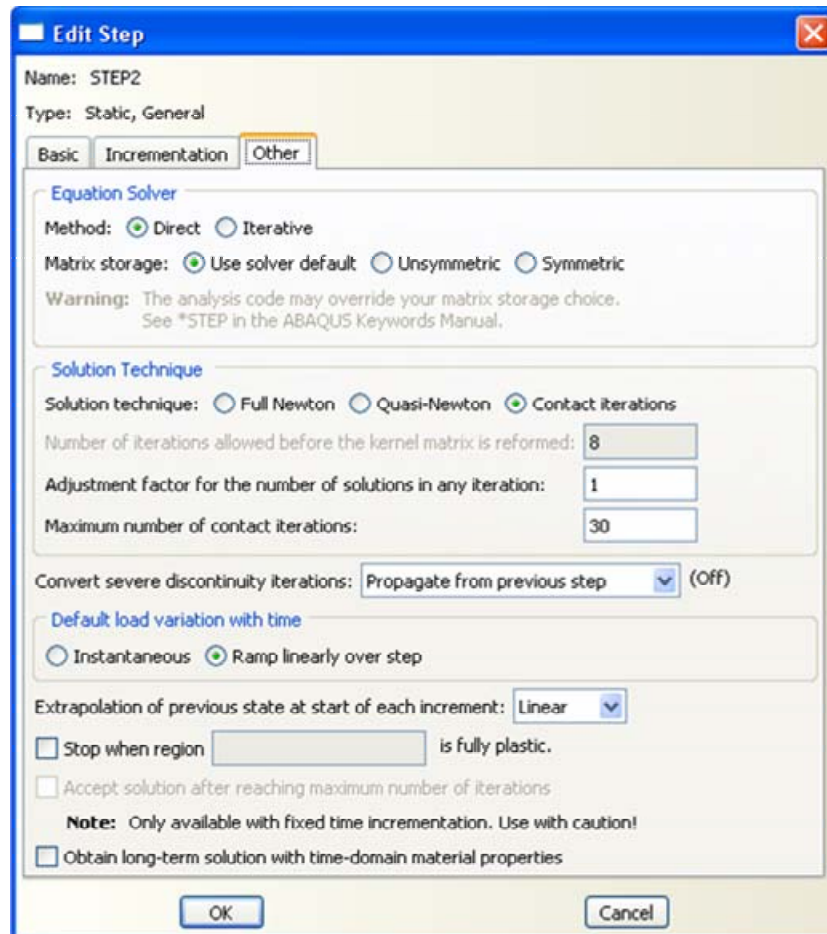 Edit Step
Name: STEP2
Type: Static, General
Basic Incrementation Other
Equation Solver
Method: Direct Iterative
Matrix storage: Use solver default Unsymmetric Symmetric
Warning: The analysis code may override your matrix storage choice.
See *STEP in the ABAQUS Keywords Manual.
Solution Technique
Solution technique: Full Newton Quasi-Newton Contact iterations
Number of iterations allowed before the kernel matrix is reformed: 8
Adjustment factor for the number of solutions in any iteration: 1
Maximum number of contact iterations: 30
Convert severe discontinuity iterations: Propagate from previous step (Off)
Default load variation with time
Instantaneous Ramp linearly over step
Extrapolation of previous state at start of each increment: Linear
Stop when region is fully plastic.
Accept solution after reaching maximum number of iterations
Note: Only available with fixed time incrementation. Use with caution!
Obtain long-term solution with time-domain material properties
OK Cancel